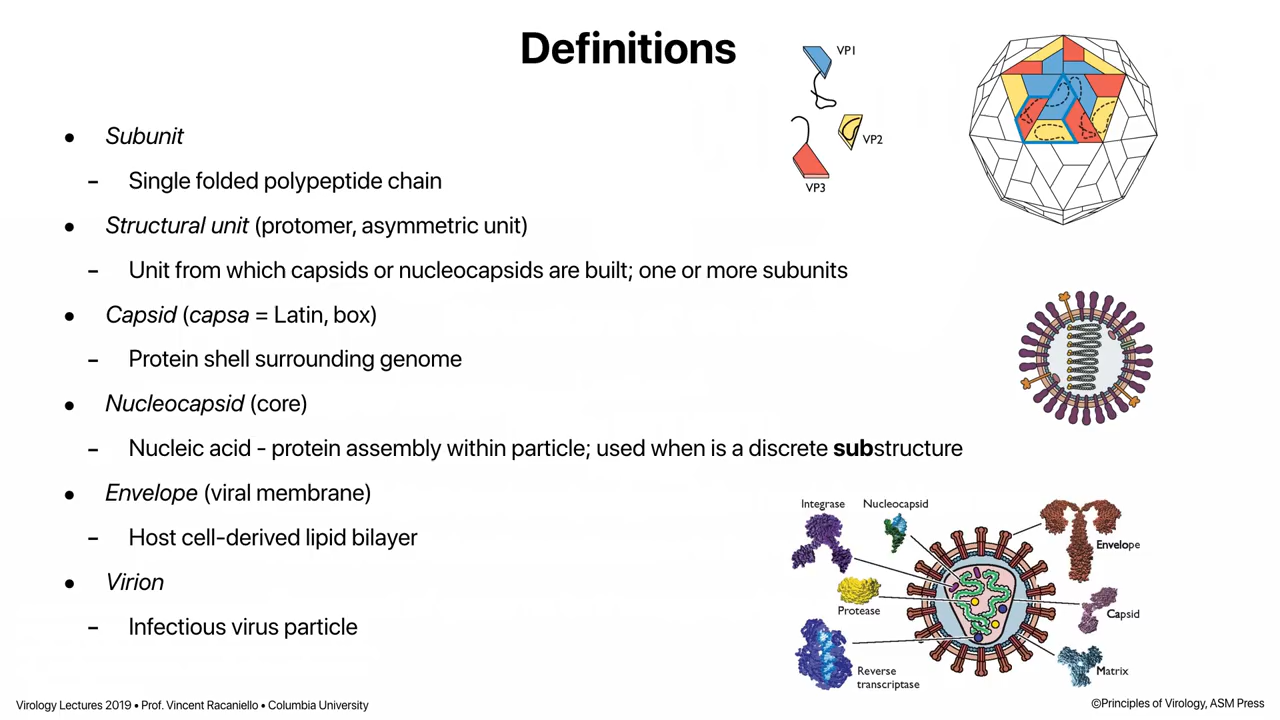 Definitions
• Subunit
– Single folded polypeptide chain
• Structural unit (protomer, asymmetric unit)
– Unit from which capsids or nucleocapsids are built; one or more subunits
• Capsid (capsa = Latin, box)
– Protein shell surrounding genome
• Nucleocapsid (core)
– Nucleic acid - protein assembly within particle; used when is a discrete substructure
• Envelope (viral membrane)
– Host cell-derived lipid bilayer
• Virion
– Infectious virus particle
VP1
VP2
VP3
Integrase
Nucleocapsid
Envelope
Protease
Capsid
Reverse
transcriptase
Matrix
Virology Lectures 2019 • Prof. Vincent Racaniello • Columbia University
©Principles of Virology, ASM Press